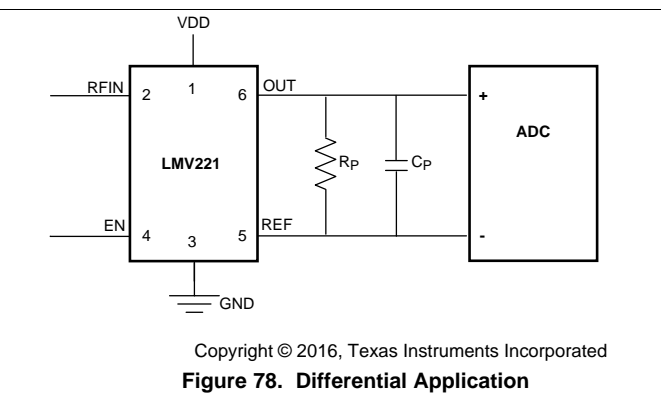 VDD
RFIN 2 1 6 OUT
+
ADC
LMV221
RP
CP
EN 4 3 5 REF
-
GND
Copyright © 2016, Texas Instruments Incorporated
Figure 78. Differential Application